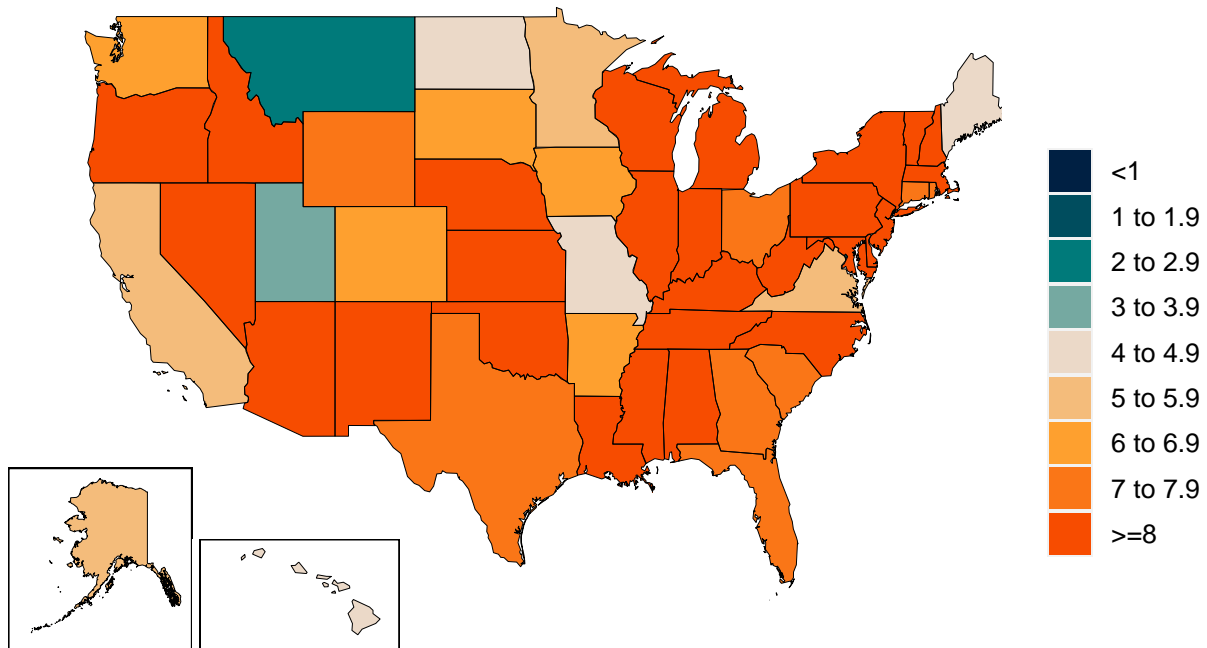 <1
1 to 1.9
2 to 2.9
3 to 3.9
4 to 4.9
5 to 5.9
6 to 6.9
7 to 7.9
>=8